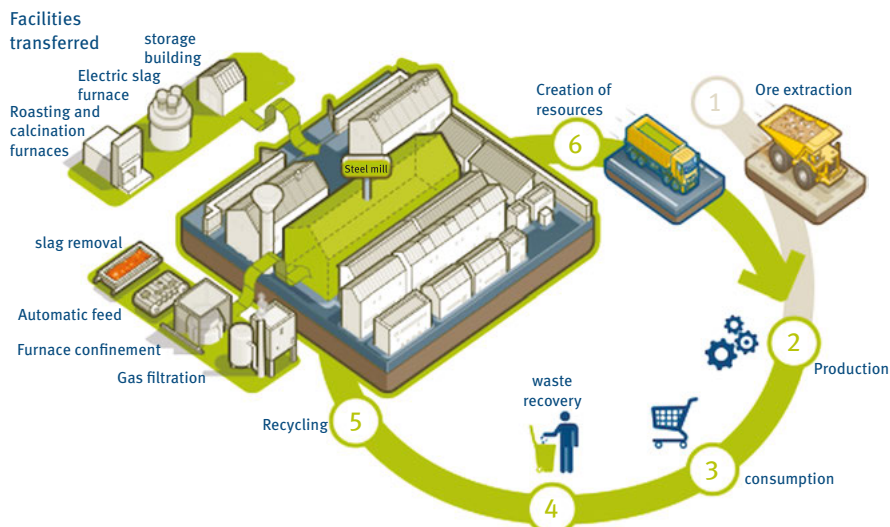 Facilities
transferred
storage
building
Electric slag
furnace
Roasting and
calcination
furnaces
Steel mill
Creation of
resources
6
1
Ore extraction
slag removal
Automatic feed
Furnace confinement
Gas filtration
2
Production
waste
recovery
Recycling
5
3
consumption
4